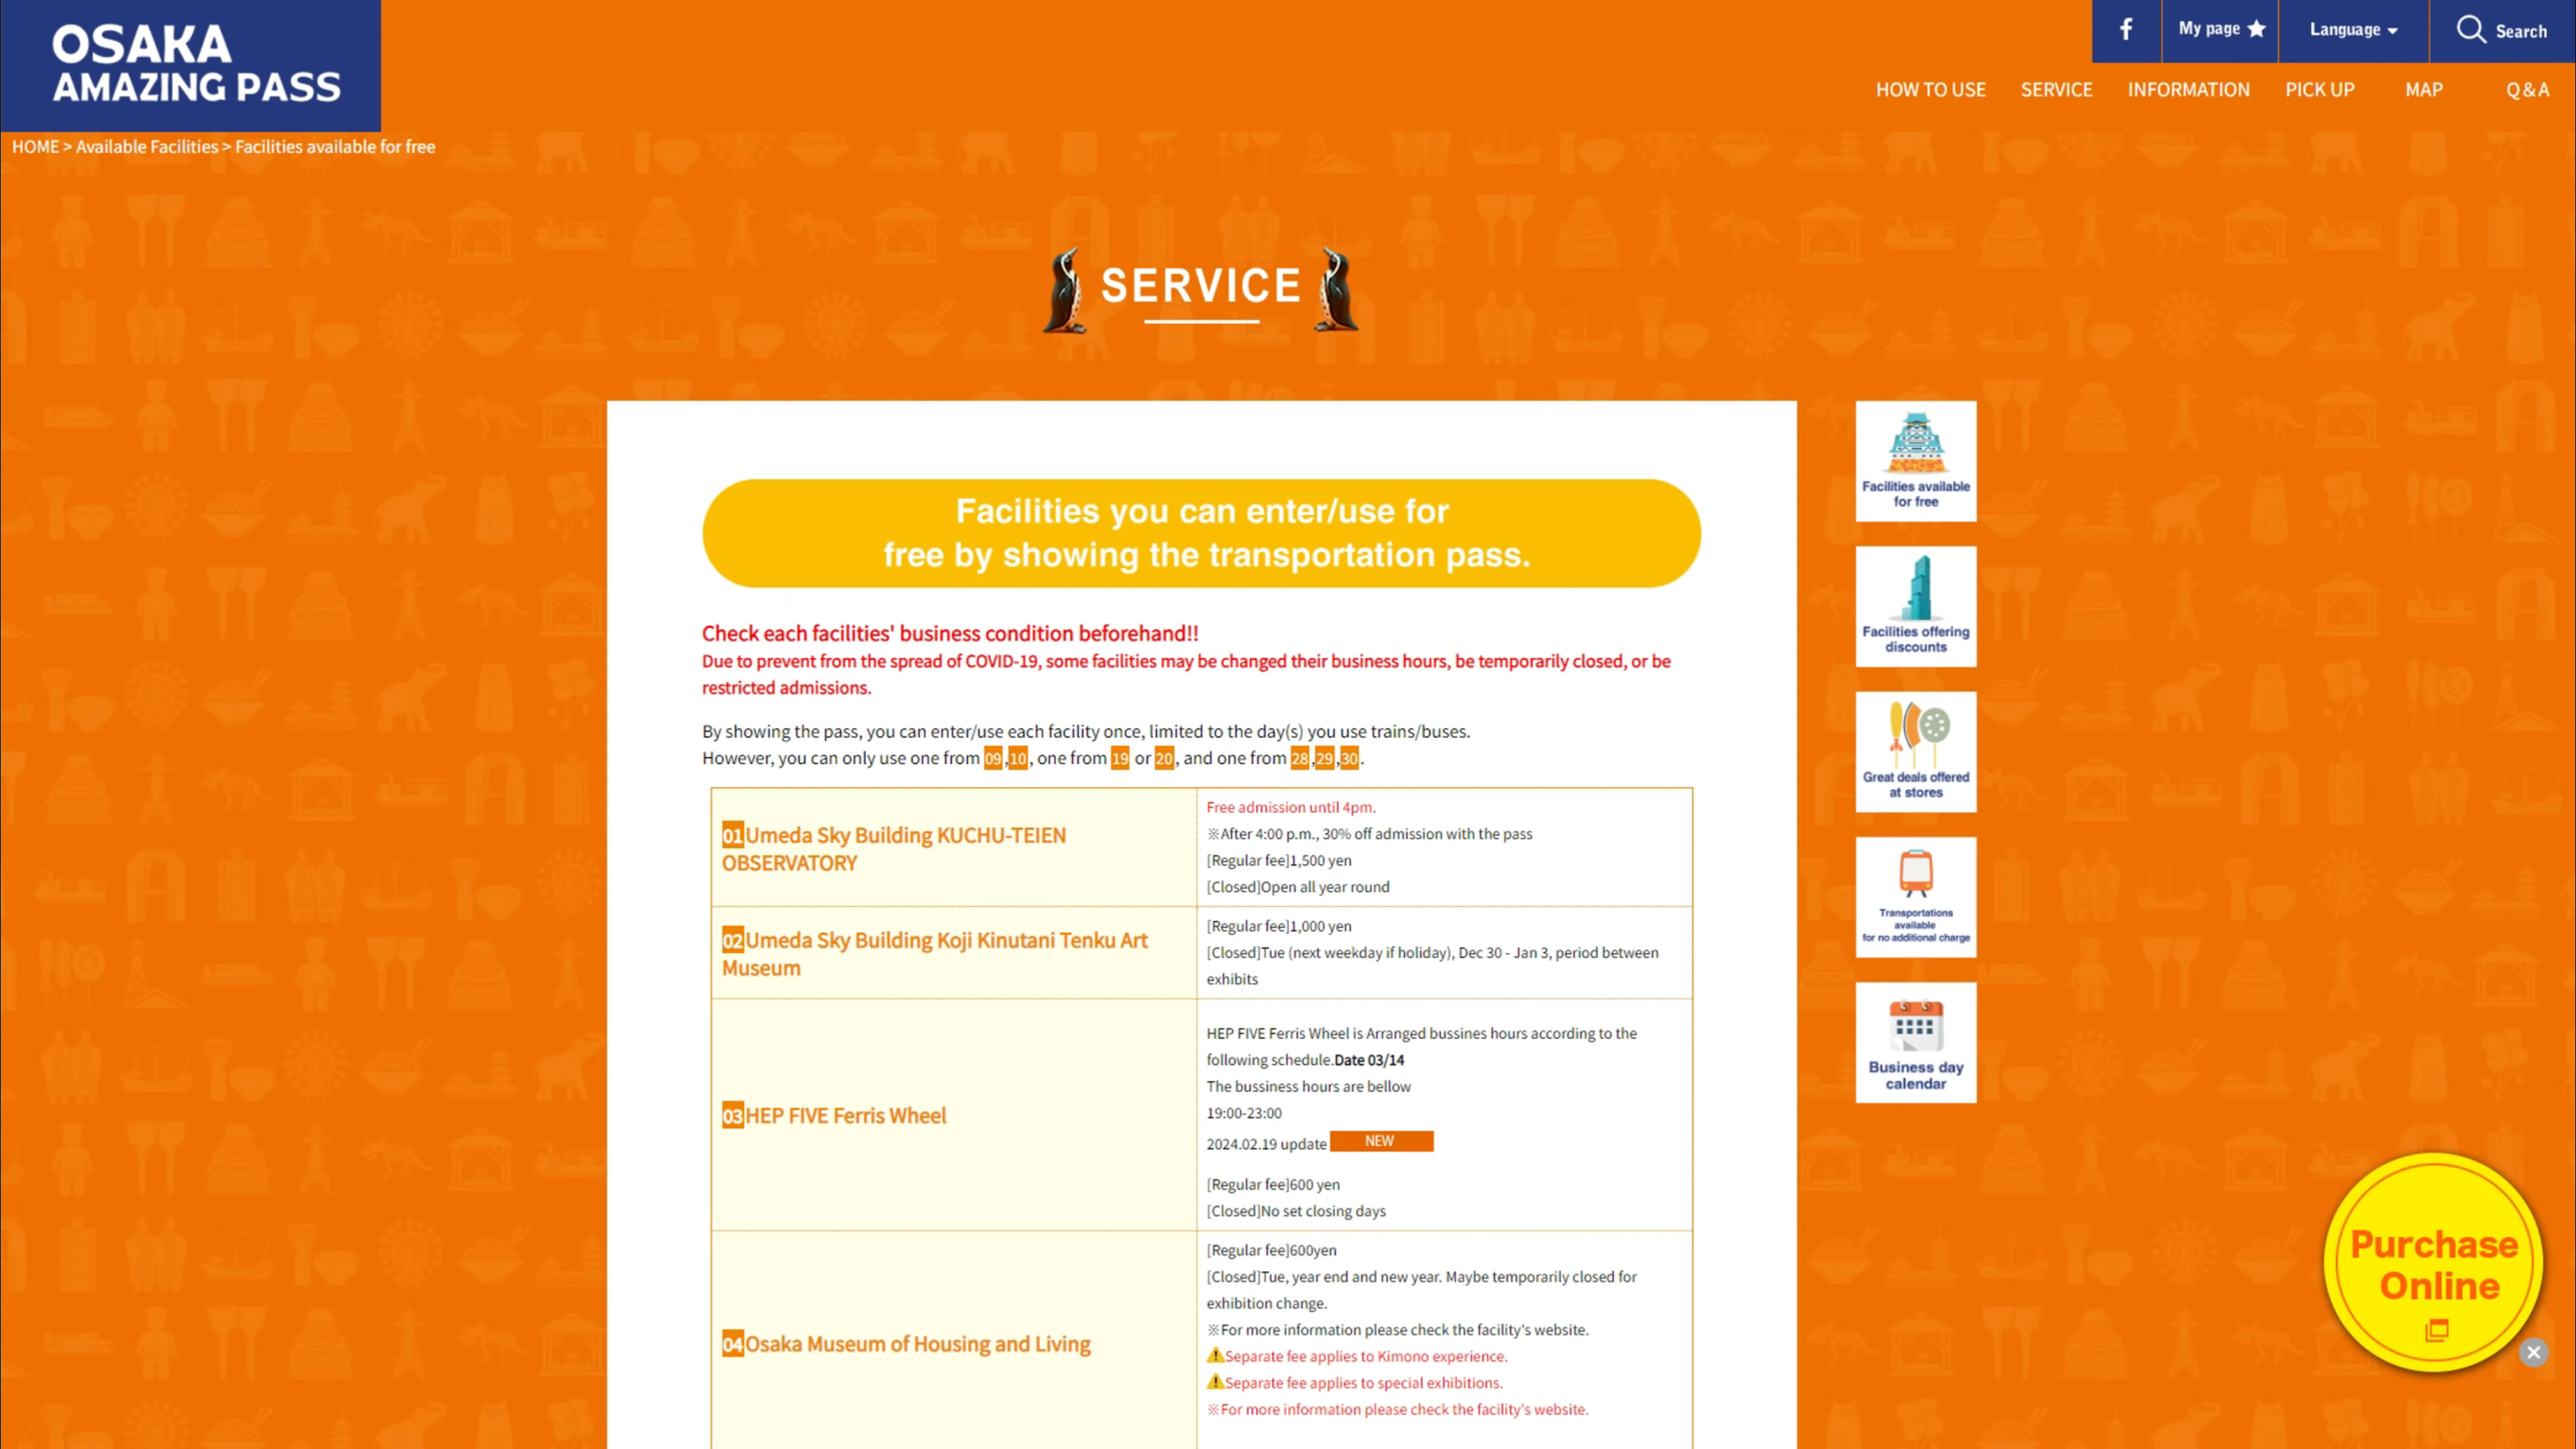 OSAKA
AMAZING PASS
My page
Language
Search
HOW TO USE
SERVICE
INFORMATION
PICK UP
MAP
Q & A
HOME > Available Facilities > Facilities available for free
SERVICE
Facilities you can enter/use for
free by showing the transportation pass.
Check each facilities' business condition beforehand!!
Due to prevent from the spread of COVID-19, some facilities may be changed their business hours, be temporarily closed, or be
restricted admissions.
By showing the pass, you can enter/use each facility once, limited to the day(s) you use trains/buses.
However, you can only use one from 09,10, one from 19 or 20, and one from 28,29,30.
01Umeda Sky Building KUCHU-TEIEN
OBSERVATORY
Free admission until 4pm.
※After 4:00 p.m., 30% off admission with the pass
[Regular fee]1,500 yen
[Closed]Open all year round
02Umeda Sky Building Koji Kinutani Tenku Art
Museum
[Regular fee]1,000 yen
[Closed]Tue (next weekday if holiday), Dec 30 - Jan 3, period between
exhibits
03HEP FIVE Ferris Wheel
HEP FIVE Ferris Wheel is Arranged bussines hours according to the
following schedule.Date 03/14
The bussiness hours are bellow
19:00-23:00
2024.02.19 update NEW
[Regular fee]600 yen
[Closed]No set closing days
04Osaka Museum of Housing and Living
[Regular fee]600yen
[Closed]Tue, year end and new year. Maybe temporarily closed for
exhibition change.
※For more information please check the facility's website.
Separate fee applies to Kimono experience.
Separate fee applies to special exhibitions.
※For more information please check the facility's website.
Facilities available
for free
Facilities offering
discounts
Great deals offered
at stores
Transportations
available
for no additional charge
Business day
calendar
Purchase
Online